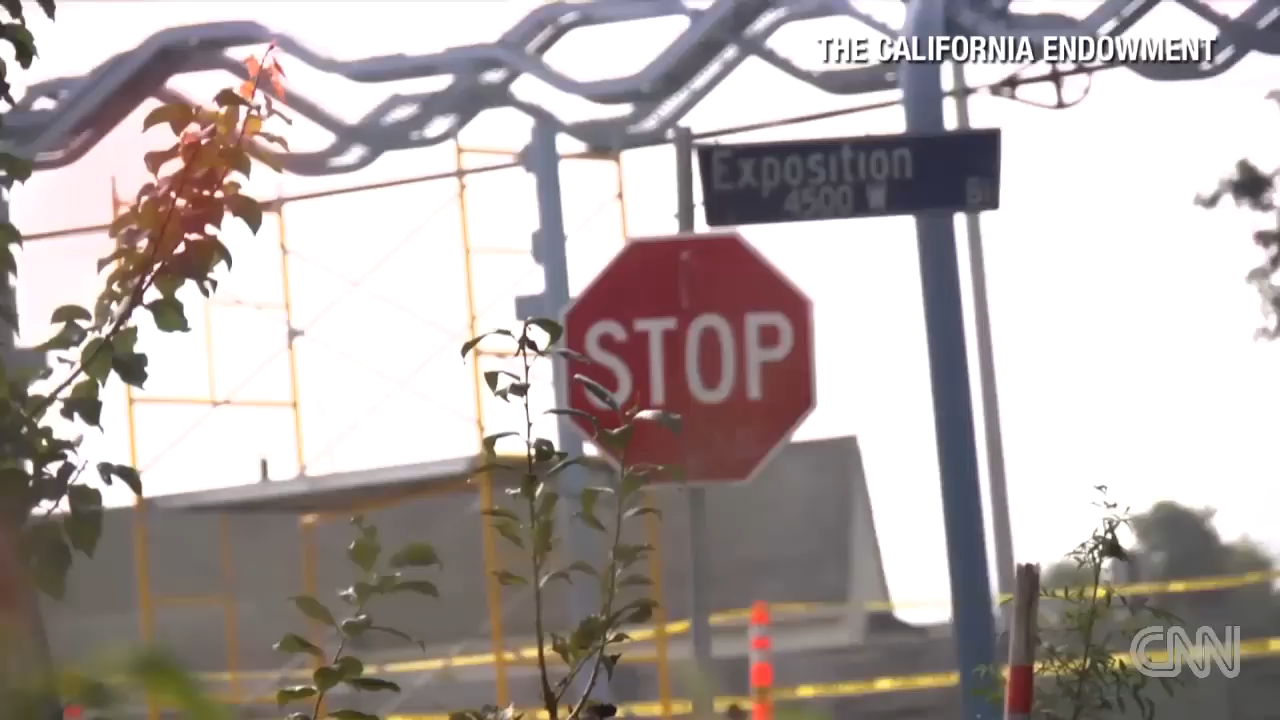 THE CALIFORNIA ENDOWMENT
Exposition Bl
4500 W
STOP
CNN